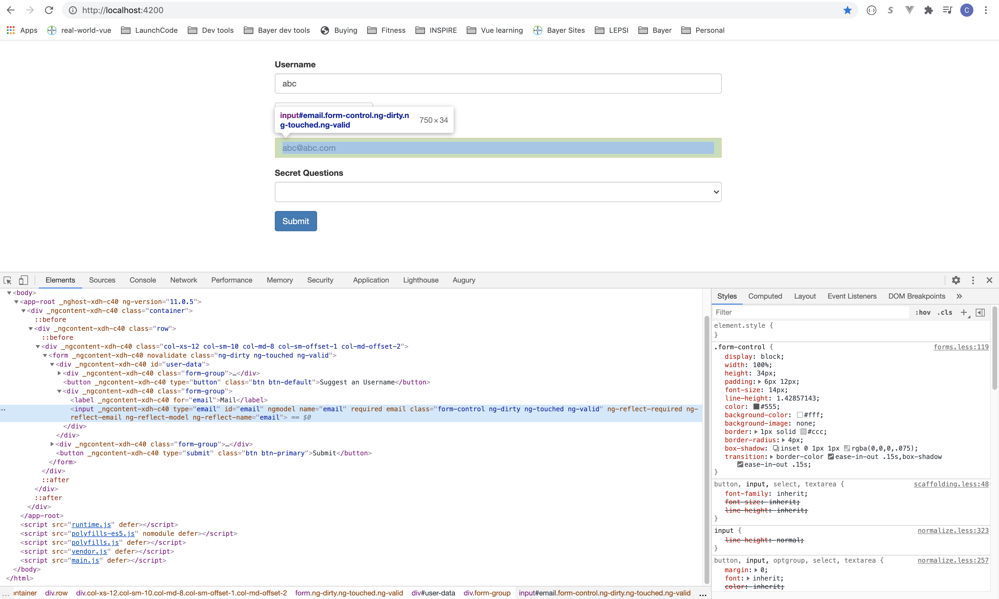 http://localhost:4200
C
Apps
real-world-vue
LaunchCode
Dev tools
Bayer dev tools
Buying
Fitness
INSPIRE
Vue learning
Bayer Sites
LEPSI
Bayer
Personal
Username
abc
input#email.form-control.ng-dirty.n
g-touched.ng-valid
750×34
abc@abc.com
Secret Questions
Submit
Elements
Sources
Console
Network
Performance
Memory
Security
Application
Lighthouse
Augury
<body>
<app-root _nghost-xdh-c40 ng-version="11.0.5">
<div _ngcontent-xdh-c40 class="container">
::before
<div _ngcontent-xdh-c40 class="row">
::before
<div _ngcontent-xdh-c40 class="col-xs-12 col-sm-10 col-md-8 col-sm-offset-1 col-md-offset-2">
<form _ngcontent-xdh-c40 novalidate class="ng-dirty ng-touched ng-valid">
<div _ngcontent-xdh-c40 id="user-data">
<div _ngcontent-xdh-c40 class="form-group">…</div>
<button _ngcontent-xdh-c40 type="button" class="btn btn-default">Suggest an Username</button>
<div _ngcontent-xdh-c40 class="form-group">
<label _ngcontent-xdh-c40 for="email">Mail</label>
<input _ngcontent-xdh-c40 type="email" id="email" ngmodel name="email" required email class="form-control ng-dirty ng-touched ng-valid" ng-reflect-required ng-
reflect-email ng-reflect-model ng-reflect-name="email"> == $0
</div>
</div>
<div _ngcontent-xdh-c40 class="form-group">…</div>
<button _ngcontent-xdh-c40 type="submit" class="btn btn-primary">Submit</button>
</form>
</div>
::after
</div>
::after
</div>
</app-root>
<script src="runtime.js" defer></script>
<script src="polyfills-es5.js" nomodule defer></script>
<script src="polyfills.js" defer></script>
<script src="vendor.js" defer></script>
<script src="main.js" defer></script>
</body>
</html>
… ontainer
div.row
div.col-xs-12.col-sm-10.col-md-8.col-sm-offset-1.col-md-offset-2
form.ng-dirty.ng-touched.ng-valid
div#user-data
div.form-group
input#email.form-control.ng-dirty.ng-touched.ng-valid
…
Styles
Computed
Layout
Event Listeners
DOM Breakpoints
»
Filter
:hov
.cls
+
element.style {
}
.form-control {
forms.less:119
display: block;
width: 100%;
height: 34px;
padding: 6px 12px;
font-size: 14px;
line-height: 1.42857143;
color: #555;
background-color: #fff;
background-image: none;
border: 1px solid #ccc;
border-radius: 4px;
box-shadow: inset 0 1px 1px rgba(0,0,0,.075);
transition: border-color ease-in-out .15s,box-shadow
ease-in-out .15s;
}
button, input, select, textarea {
scaffolding.less:48
font-family: inherit;
font-size: inherit;
line-height: inherit;
}
input {
normalize.less:323
line-height: normal;
}
button, input, optgroup, select, textarea {
normalize.less:257
margin: 0;
font: inherit;
color: inherit;